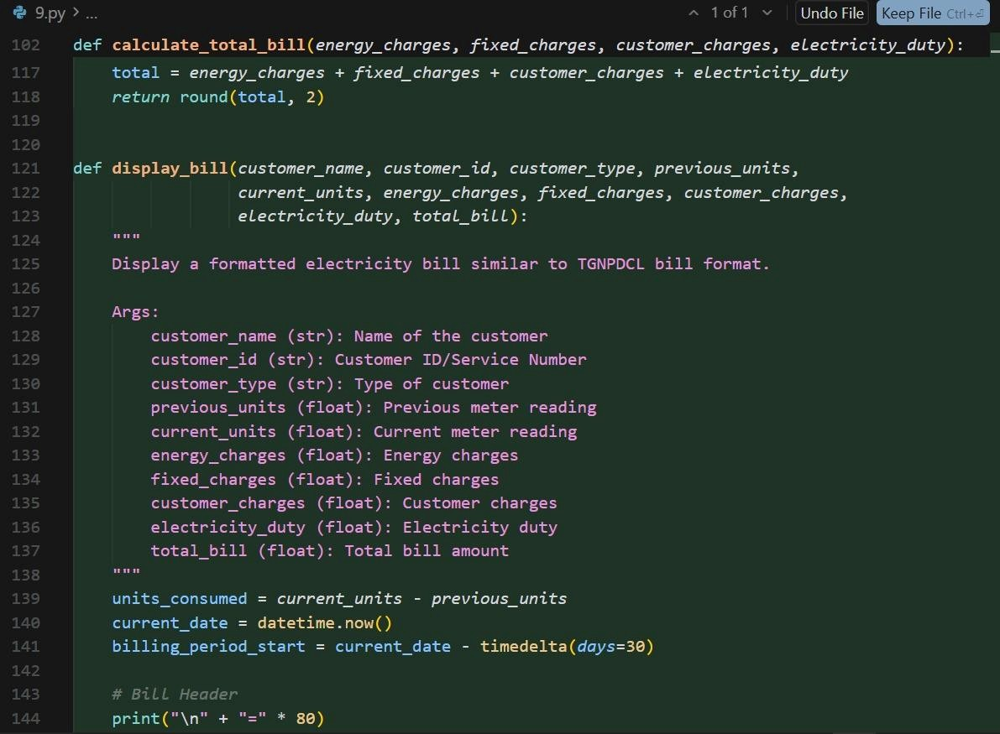 9.py > ...
1 of 1
Undo File
Keep File Ctrl+⏎
102 def calculate_total_bill(energy_charges, fixed_charges, customer_charges, electricity_duty):
117     total = energy_charges + fixed_charges + customer_charges + electricity_duty
118     return round(total, 2)
119
120
121 def display_bill(customer_name, customer_id, customer_type, previous_units,
122                  current_units, energy_charges, fixed_charges, customer_charges,
123                  electricity_duty, total_bill):
124     """
125     Display a formatted electricity bill similar to TGNPDCL bill format.
126
127     Args:
128         customer_name (str): Name of the customer
129         customer_id (str): Customer ID/Service Number
130         customer_type (str): Type of customer
131         previous_units (float): Previous meter reading
132         current_units (float): Current meter reading
133         energy_charges (float): Energy charges
134         fixed_charges (float): Fixed charges
135         customer_charges (float): Customer charges
136         electricity_duty (float): Electricity duty
137         total_bill (float): Total bill amount
138     """
139     units_consumed = current_units - previous_units
140     current_date = datetime.now()
141     billing_period_start = current_date - timedelta(days=30)
142
143     # Bill Header
144     print("\n" + "=" * 80)